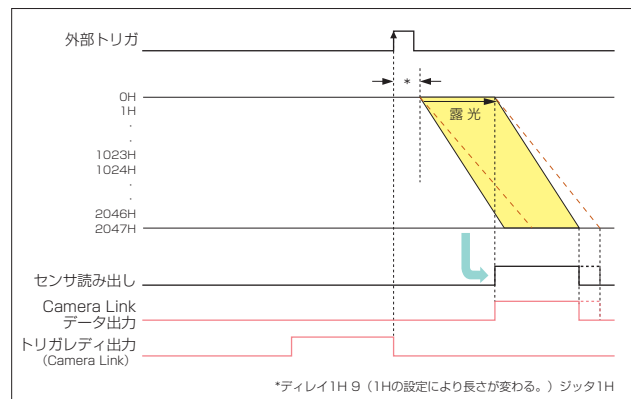 外部トリガ
*
0H
1H
・
・
1023H
1024H
・
・
2046H
2047H
露 光
センサ読み出し
Camera Link
データ出力
トリガレディ出力
(Camera Link)
*ディレイ1H 9（1Hの設定により長さが変わる。）ジッタ1H